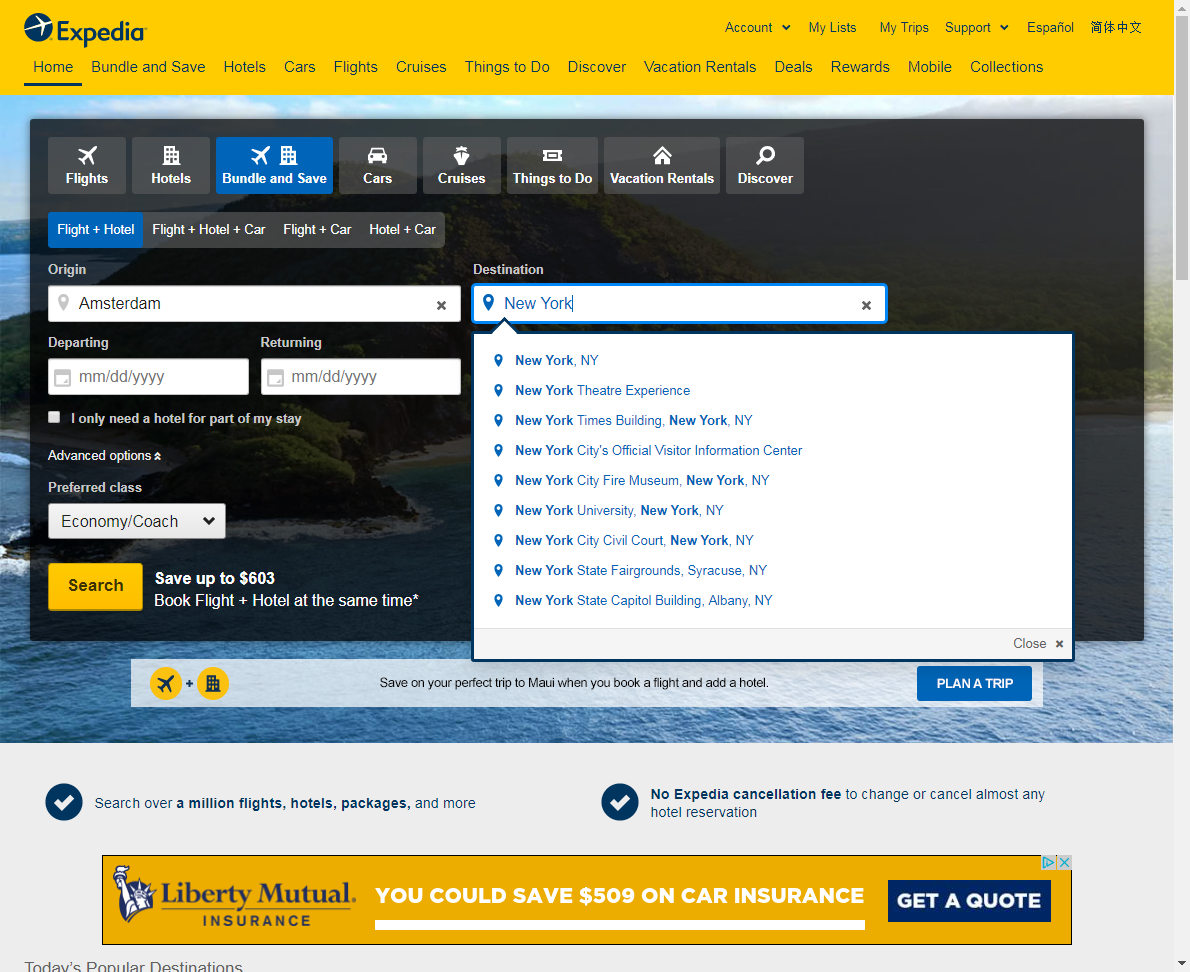 Expedia
Account
My Lists
My Trips
Support
Español
简体中文
Home
Bundle and Save
Hotels
Cars
Flights
Cruises
Things to Do
Discover
Vacation Rentals
Deals
Rewards
Mobile
Collections
Flights
Hotels
Bundle and Save
Cars
Cruises
Things to Do
Vacation Rentals
Discover
Flight + Hotel
Flight + Hotel + Car
Flight + Car
Hotel + Car
Origin
Destination
Amsterdam
New York
Departing
Returning
mm/dd/yyyy
mm/dd/yyyy
I only need a hotel for part of my stay
Advanced options
Preferred class
Economy/Coach
Search
Save up to $603
Book Flight + Hotel at the same time*
New York, NY
New York Theatre Experience
New York Times Building, New York, NY
New York City's Official Visitor Information Center
New York City Fire Museum, New York, NY
New York University, New York, NY
New York City Civil Court, New York, NY
New York State Fairgrounds, Syracuse, NY
New York State Capitol Building, Albany, NY
Close
+
Save on your perfect trip to Maui when you book a flight and add a hotel.
PLAN A TRIP
Search over a million flights, hotels, packages, and more
No Expedia cancellation fee to change or cancel almost any
hotel reservation
Liberty Mutual.
INSURANCE
YOU COULD SAVE $509 ON CAR INSURANCE
GET A QUOTE
Today's Popular Destinations